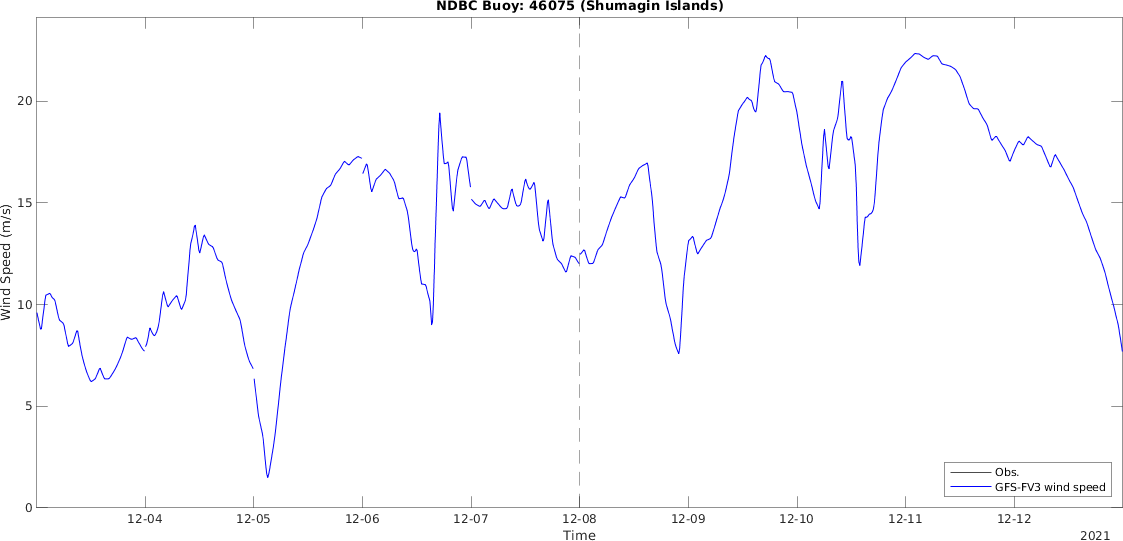 NDBC Buoy: 46075 (Shumagin Islands)
Wind Speed (m/s)
20
15
10
5
0
12-04 12-05 12-06 12-07 12-08 12-09 12-10 12-11 12-12
Time
2021
Obs.
GFS-FV3 wind speed